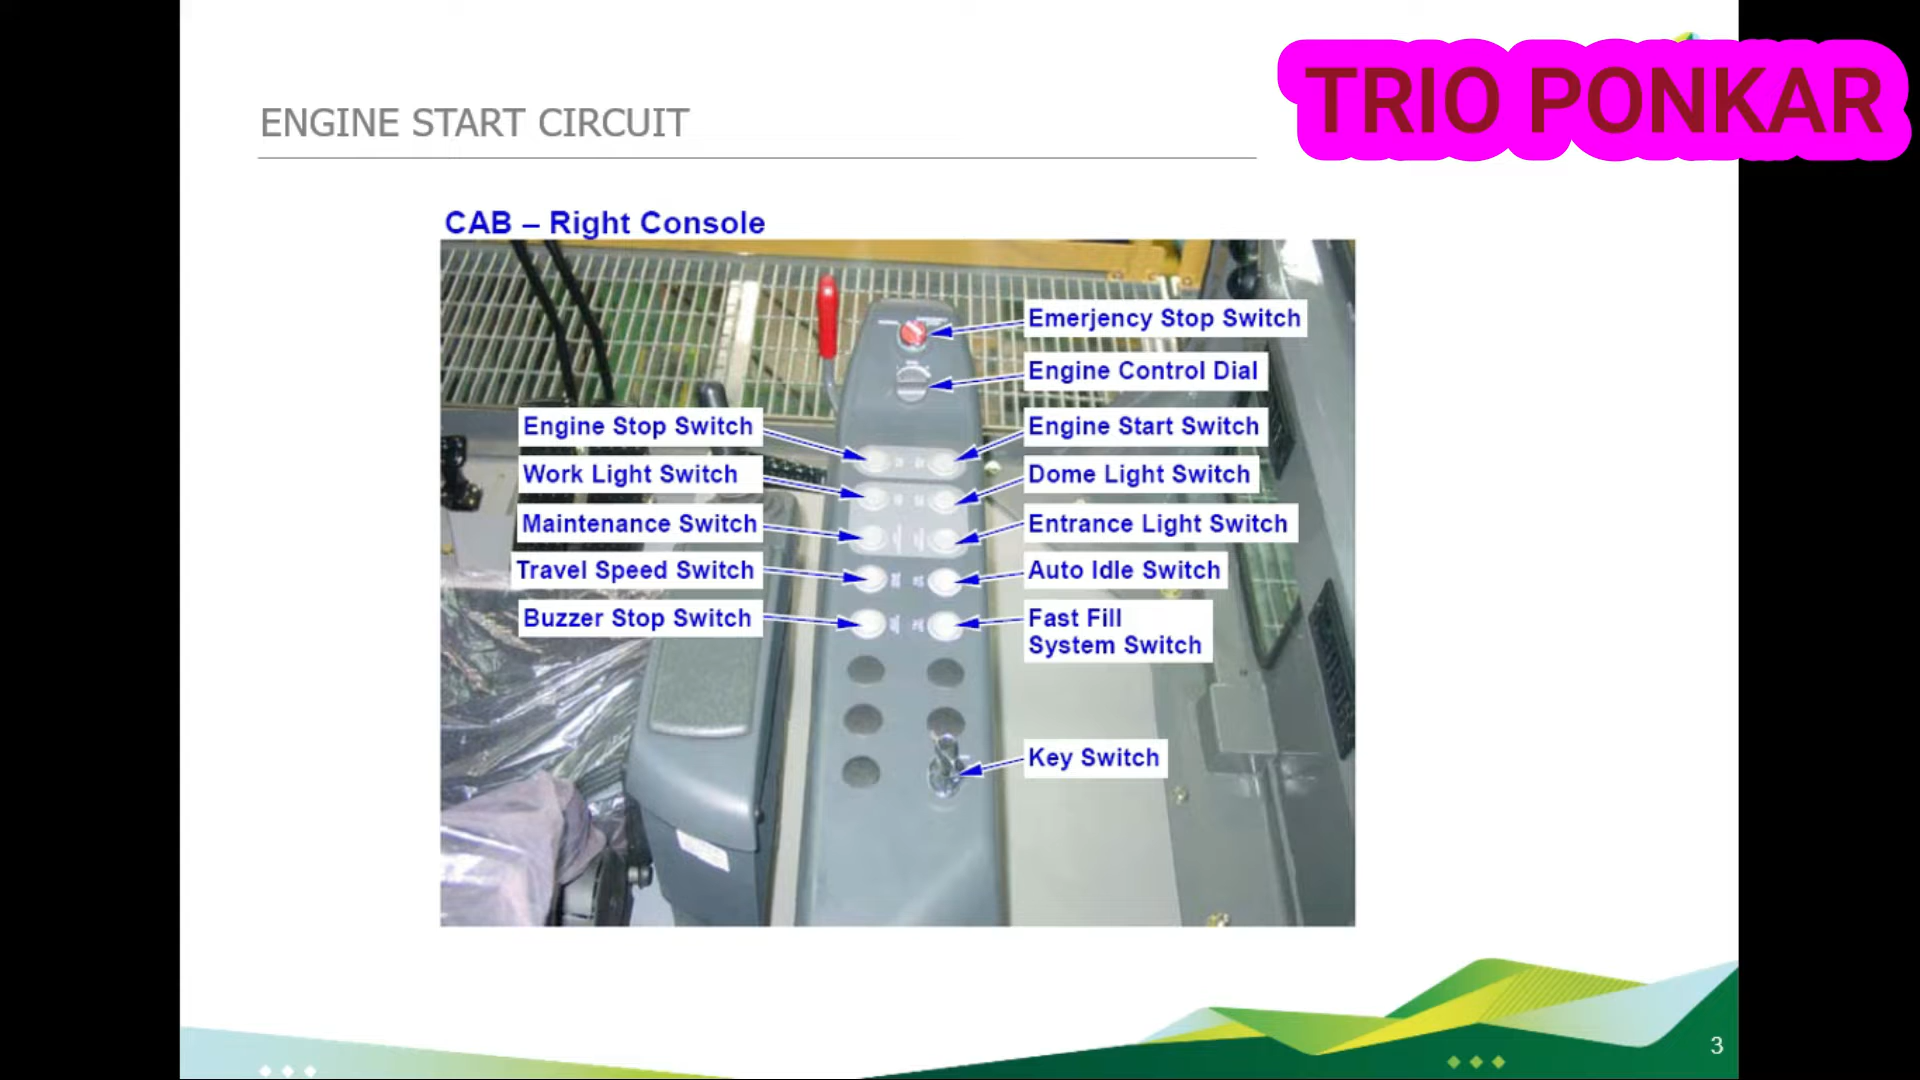 TRIO PONKAR
ENGINE START CIRCUIT
CAB – Right Console
Emerjency Stop Switch
Engine Control Dial
Engine Stop Switch
Engine Start Switch
Work Light Switch
Dome Light Switch
Maintenance Switch
Entrance Light Switch
Travel Speed Switch
Auto Idle Switch
Buzzer Stop Switch
Fast Fill
System Switch
Key Switch
3